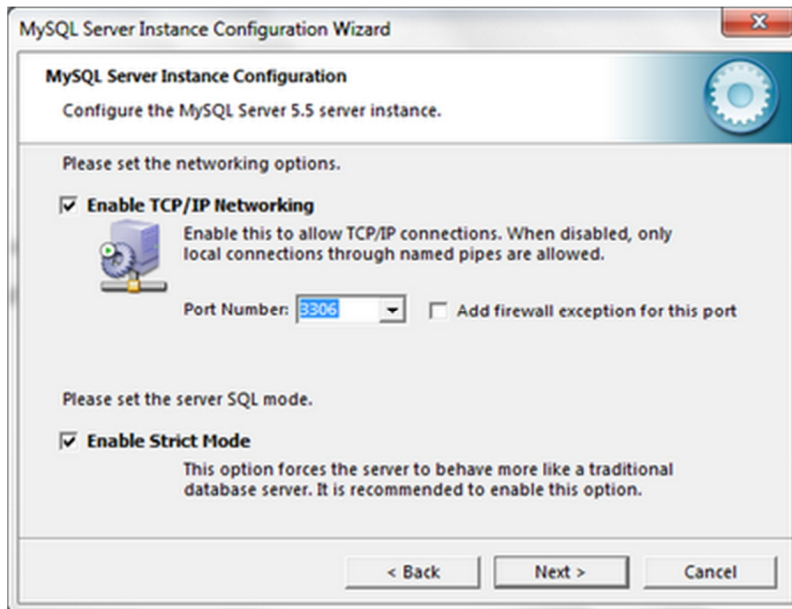 MySQL Server Instance Configuration Wizard
MySQL Server Instance Configuration
Configure the MySQL Server 5.5 server instance.
Please set the networking options.
Enable TCP/IP Networking
Enable this to allow TCP/IP connections. When disabled, only
local connections through named pipes are allowed.
Port Number: 3306 Add firewall exception for this port
Please set the server SQL mode.
Enable Strict Mode
This option forces the server to behave more like a traditional
database server. It is recommended to enable this option.
< Back Next > Cancel